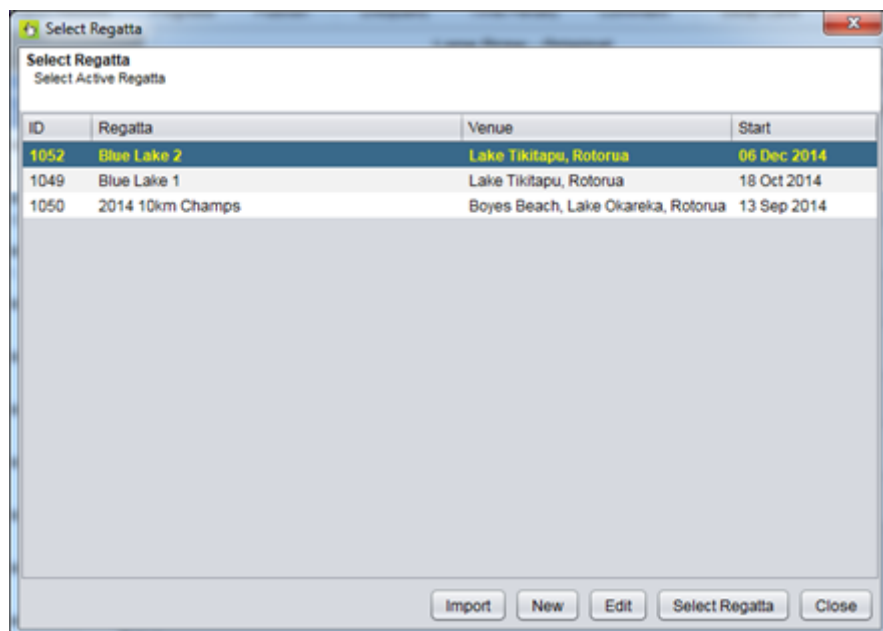 Select Regatta
Select Regatta
Select Active Regatta
ID Regatta Venue Start
1052 Blue Lake 2 Lake Tikitapu, Rotorua 06 Dec 2014
1049 Blue Lake 1 Lake Tikitapu, Rotorua 18 Oct 2014
1050 2014 10km Champs Boyes Beach, Lake Okareka, Rotorua 13 Sep 2014
Import New Edit Select Regatta Close